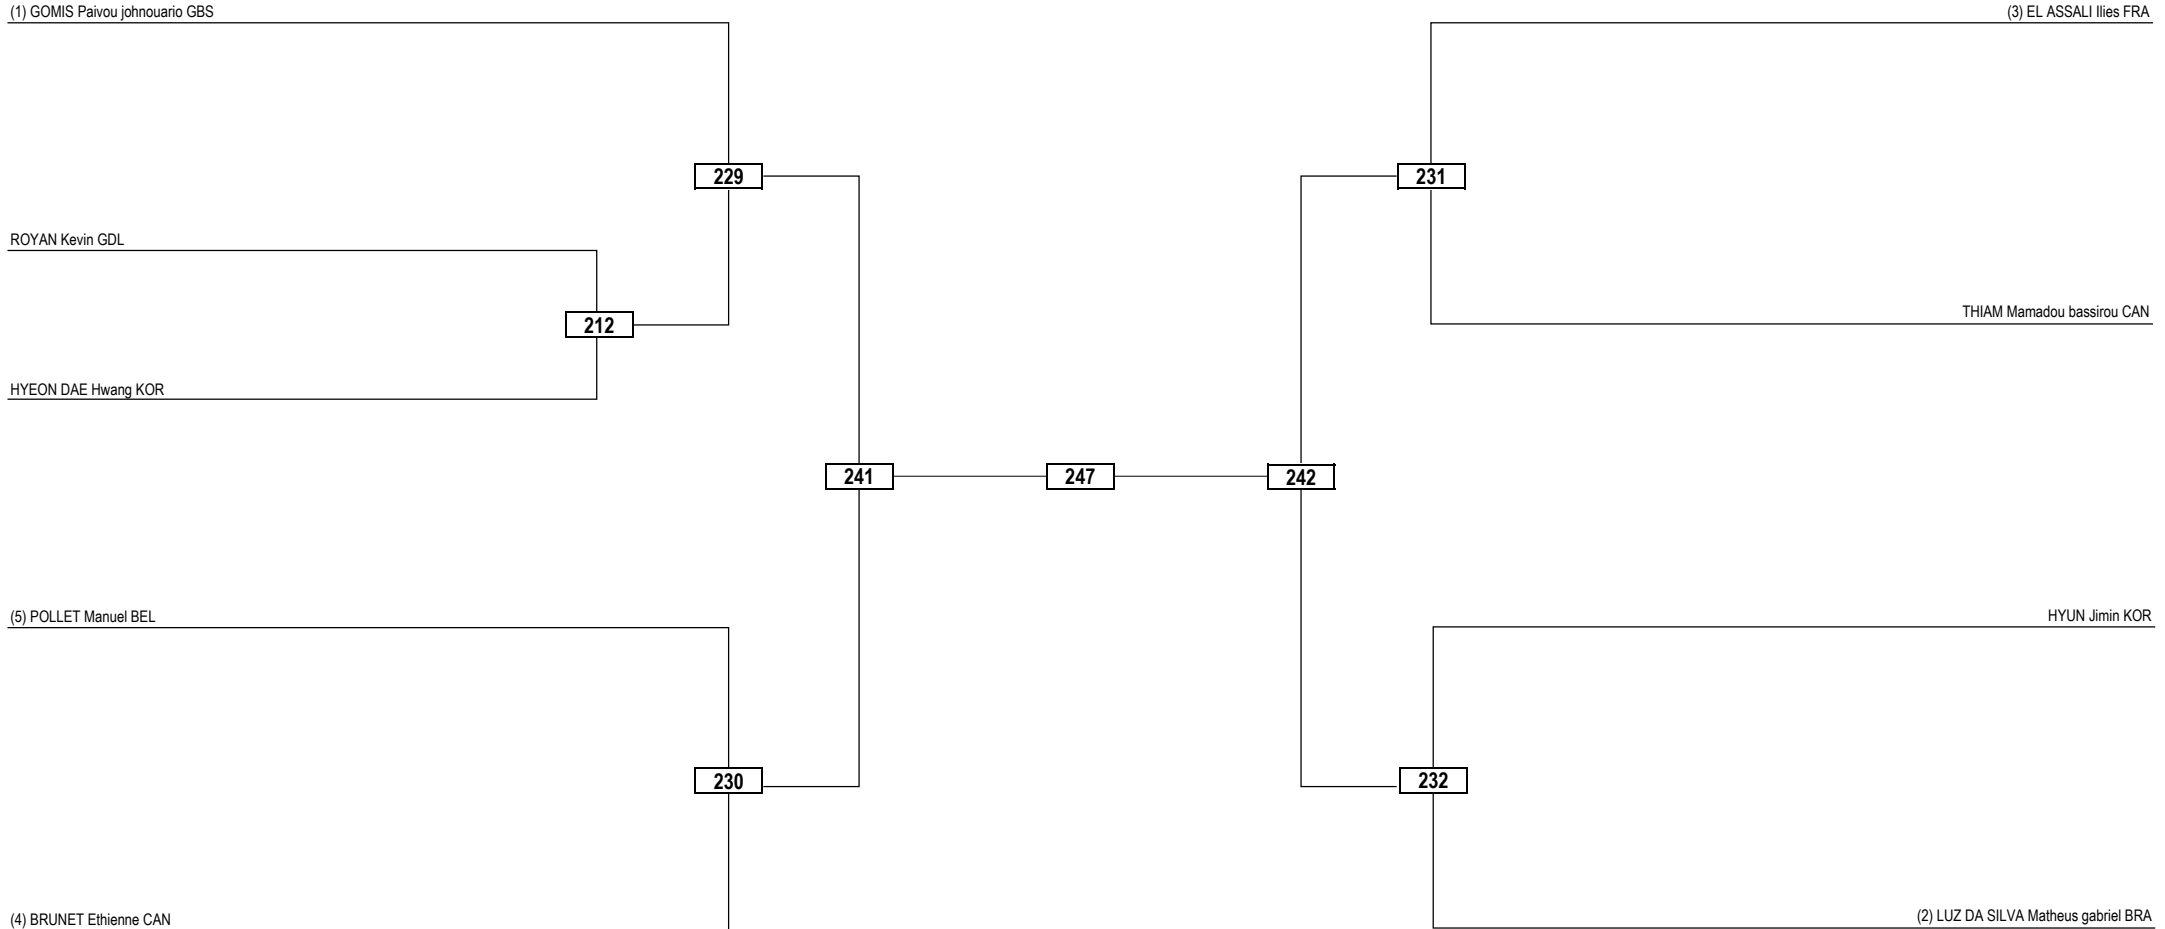 (1) GOMIS Paivou johnouario GBS
(3) EL ASSALI Ilies FRA
229
231
ROYAN Kevin GDL
THIAM Mamadou bassirou CAN
212
HYEON DAE Hwang KOR
241
247
242
(5) POLLET Manuel BEL
HYUN Jimin KOR
230
232
(4) BRUNET Ethienne CAN
(2) LUZ DA SILVA Matheus gabriel BRA